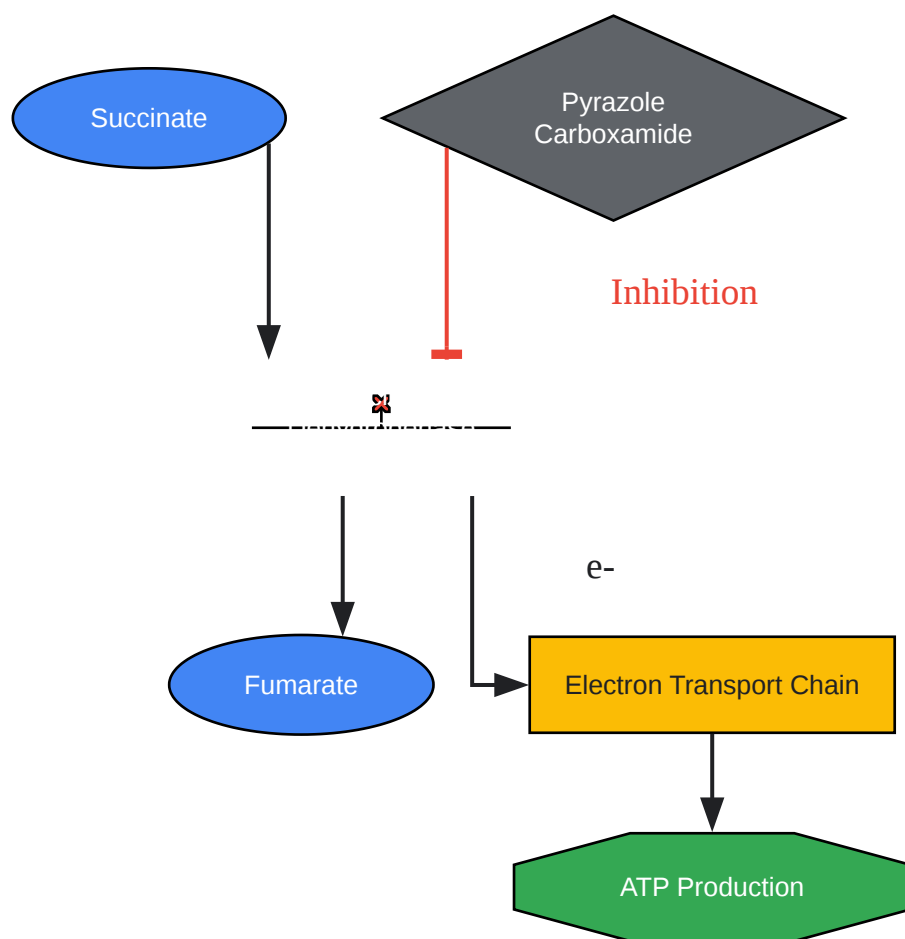 Succinate
Pyrazole
Carboxamide
Inhibition
e-
Fumarate
Electron Transport Chain
ATP Production